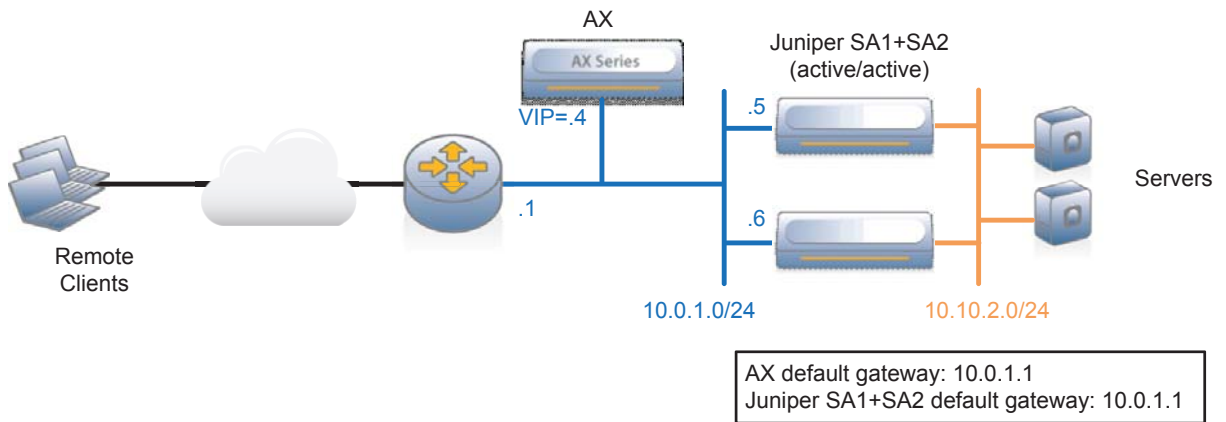 AX
AX Series
VIP=.4
Juniper SA1+SA2
(active/active)
.5
.1
.6
Remote
Clients
Servers
10.0.1.0/24
10.10.2.0/24
AX default gateway: 10.0.1.1
Juniper SA1+SA2 default gateway: 10.0.1.1